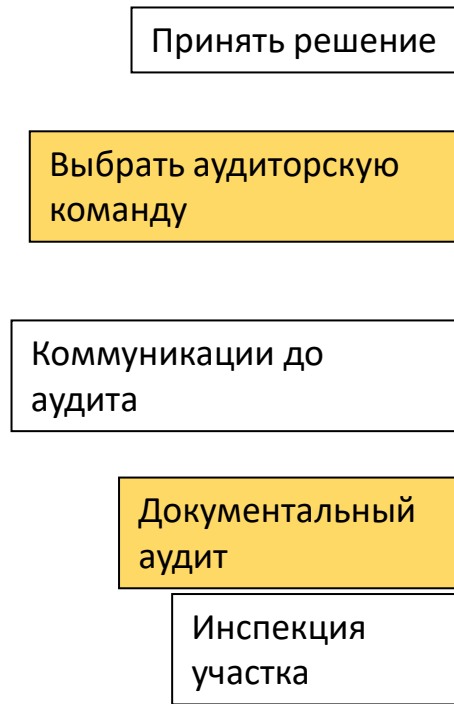 Принять решение
Выбрать аудиторскую
команду
Коммуникации до
аудита
Документальный
аудит
Инспекция
участка